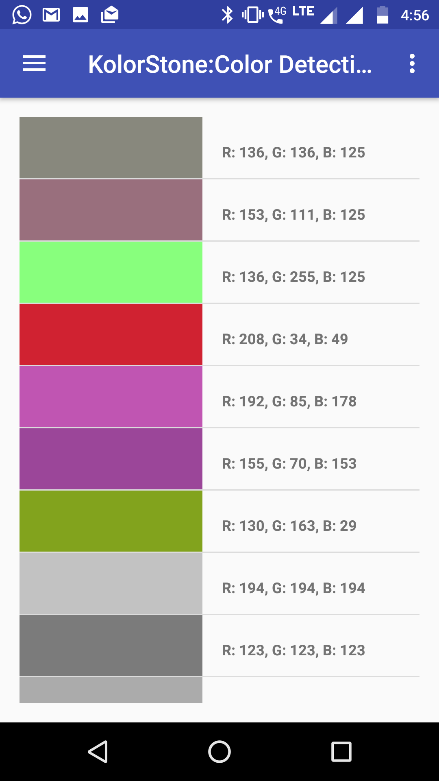 4G LTE 4:56
KolorStone:Color Detecti...
R: 136, G: 136, B: 125
R: 153, G: 111, B: 125
R: 136, G: 255, B: 125
R: 208, G: 34, B: 49
R: 192, G: 85, B: 178
R: 155, G: 70, B: 153
R: 130, G: 163, B: 29
R: 194, G: 194, B: 194
R: 123, G: 123, B: 123